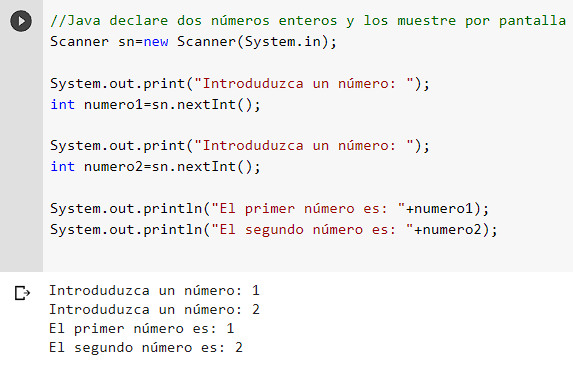 //Java declare dos números enteros y los muestre por pantalla
Scanner sn=new Scanner(System.in);
System.out.print("Introduduzca un número: ");
int numero1=sn.nextInt();
System.out.print("Introduduzca un número: ");
int numero2=sn.nextInt();
System.out.println("El primer número es: "+numero1);
System.out.println("El segundo número es: "+numero2);
Introduduzca un número: 1
Introduduzca un número: 2
El primer número es: 1
El segundo número es: 2